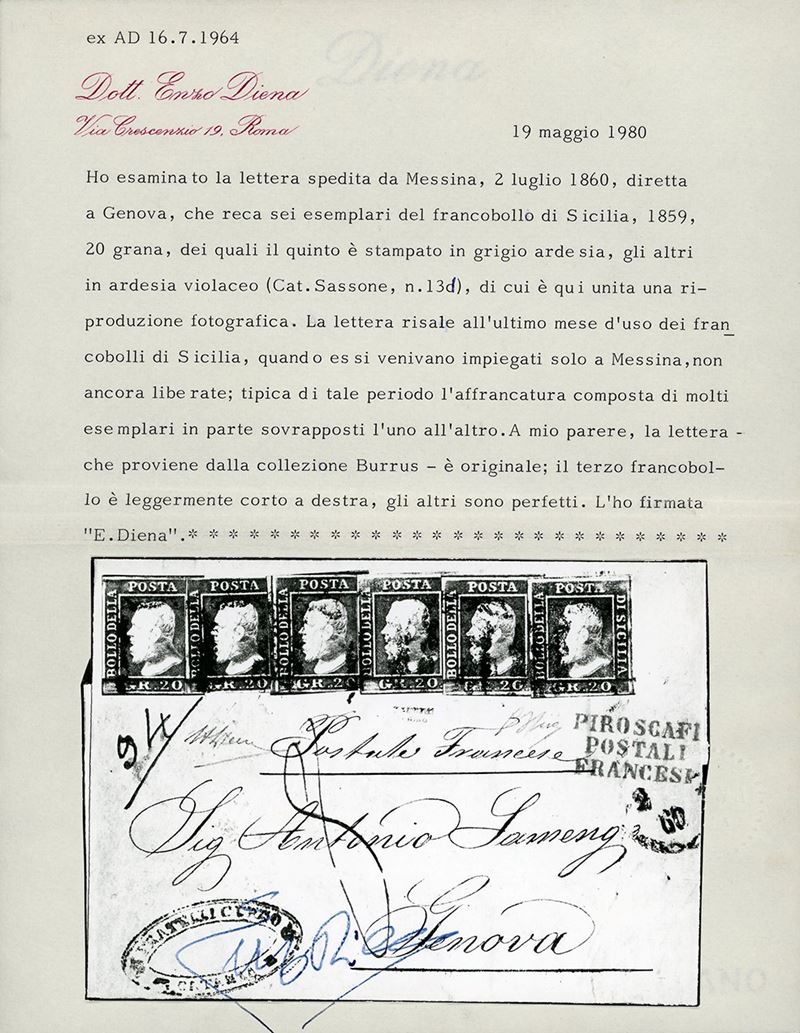 ex AD 16.7.1964
Diena
Dott. Enzo Diena
Via Crescenzio 19, Roma
19 maggio 1980
Ho esaminato la lettera spedita da Messina, 2 luglio 1860, diretta
a Genova, che reca sei esemplari del francobollo di Sicilia, 1859,
20 grana, dei quali il quinto è stampato in grigio ardesia, gli altri
in ardesia violaceo (Cat.Sassone, n.13d), di cui è qui unita una ri-
produzione fotografica. La lettera risale all'ultimo mese d'uso dei fran
cobolli di Sicilia, quando essi venivano impiegati solo a Messina,non
ancora liberate; tipica di tale periodo l'affrancatura composta di molti
esemplari in parte sovrapposti l'uno all'altro.A mio parere, la lettera -
che proviene dalla collezione Burrus - è originale; il terzo francobol-
lo è leggermente corto a destra, gli altri sono perfetti. L'ho firmata
"E.Diena".* * * * * * * * * * * * * * * * * * * * * * * * * * *
BOLLO DELLA POSTA GR.20
BOLLO DELLA POSTA GR.20
BOLLO DELLA POSTA GR.20
BOLLO DELLA POSTA GR.20
BOLLO DELLA POSTA GR.20
BOLLO DELLA POSTA DI SICILIA GR.20
Postale Francese
PIROSCAFI
POSTALI
FRANCESI
Sig Antonio
60
Genova
FRATELLI